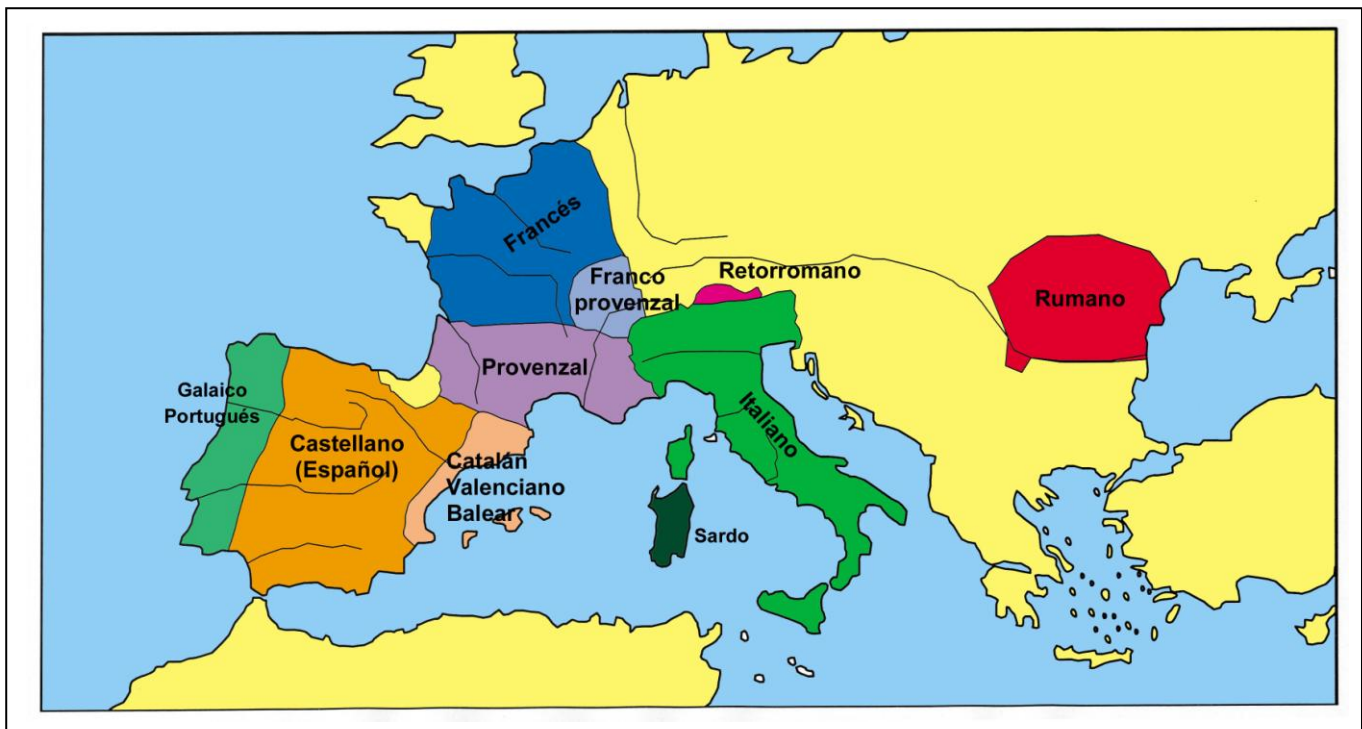 Francés
Franco
provenzal
Retorromano
Rumano
Provenzal
Galaico
Portugués
Castellano
(Español)
Catalán
Valenciano
Balear
Italiano
Sardo